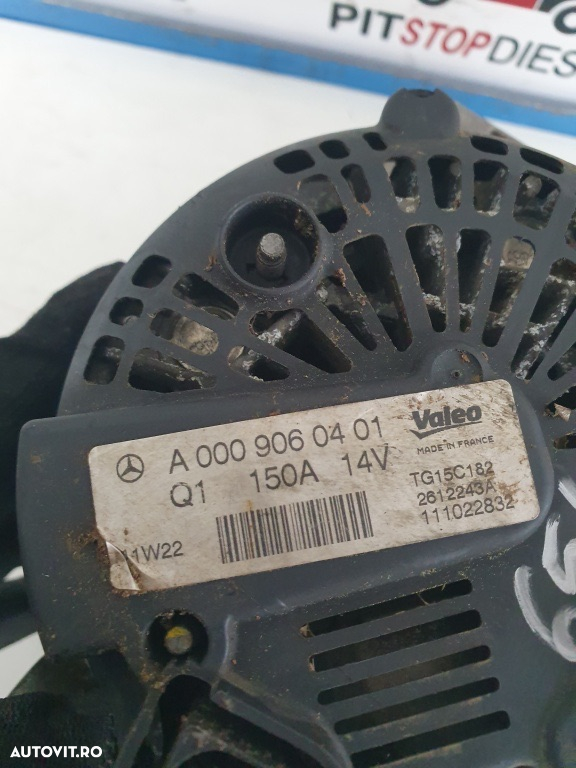 PITSTOPDIES
A 000 906 04 01
Q1 150A 14V
11W22
Valeo
MADE IN FRANCE
TG15C182
2612243A
111022832
AUTOVIT.RO